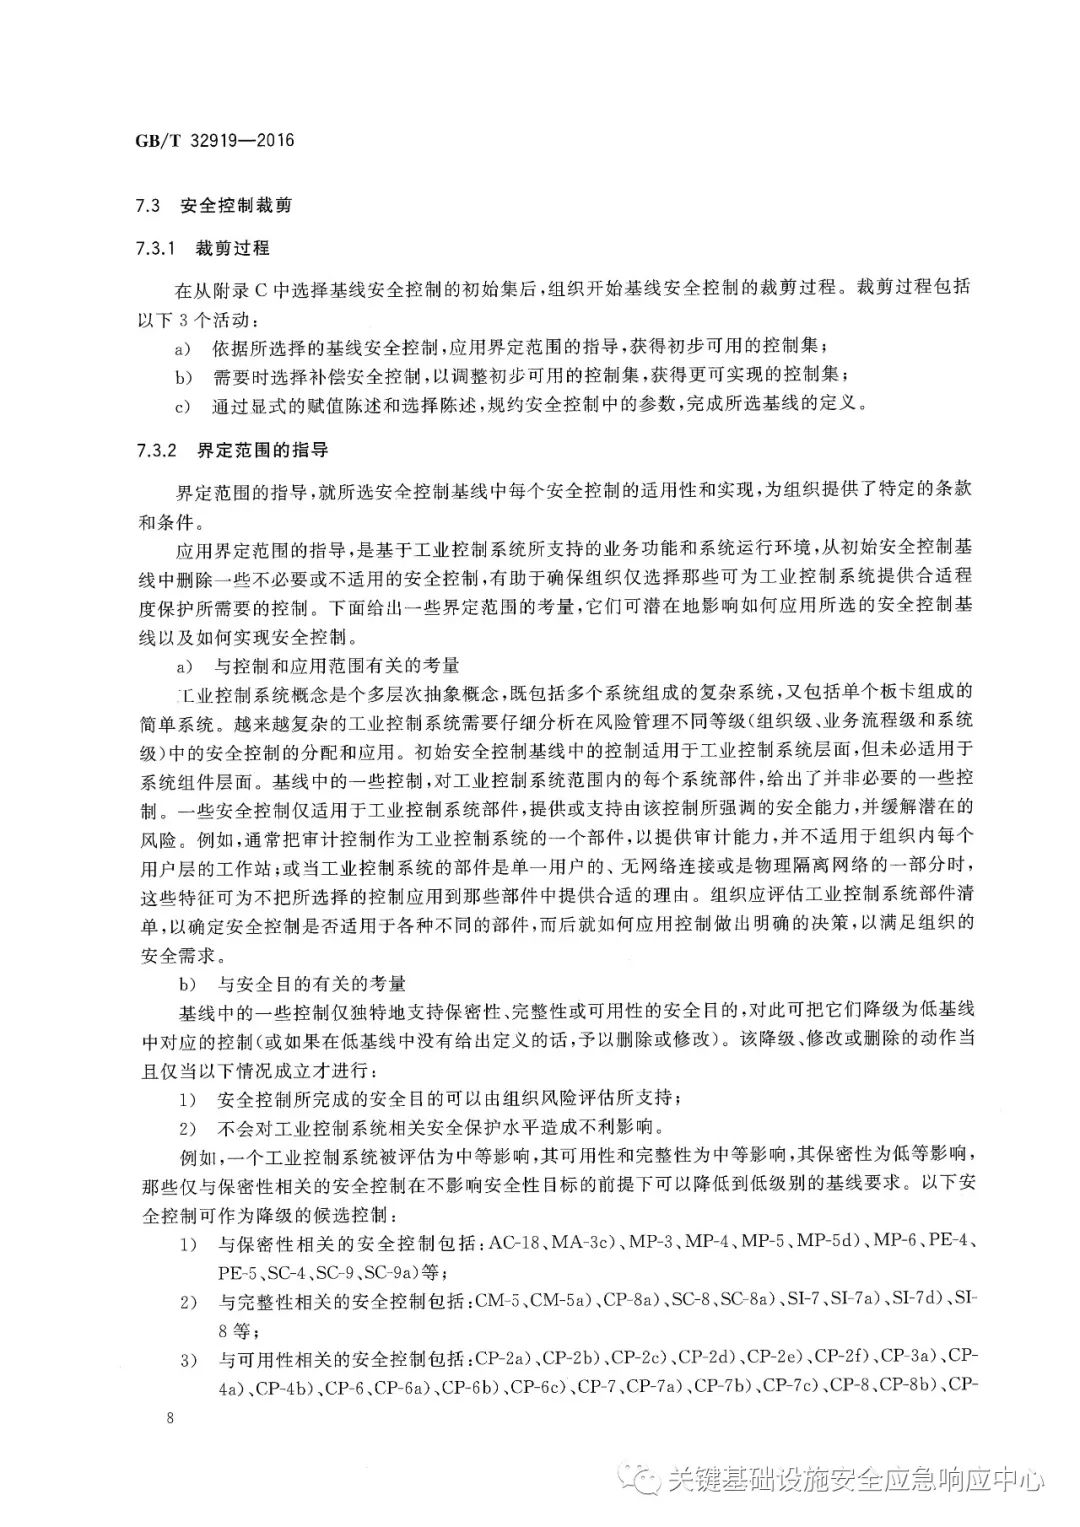 GB/T 32919—2016
7.3 安全控制裁剪
7.3.1 裁剪过程
在从附录 C 中选择基线安全控制的初始集后,组织开始基线安全控制的裁剪过程。裁剪过程包括
以下 3 个活动:
a) 依据所选择的基线安全控制,应用界定范围的指导,获得初步可用的控制集;
b) 需要时选择补偿安全控制,以调整初步可用的控制集,获得更可实现的控制集;
c) 通过显式的赋值陈述和选择陈述,规约安全控制中的参数,完成所选基线的定义。
7.3.2 界定范围的指导
界定范围的指导,就所选安全控制基线中每个安全控制的适用性和实现,为组织提供了特定的条款
和条件。
应用界定范围的指导,是基于工业控制系统所支持的业务功能和系统运行环境,从初始安全控制基
线中删除一些不必要或不适用的安全控制,有助于确保组织仅选择那些可为工业控制系统提供合适程
度保护所需要的控制。下面给出一些界定范围的考量,它们可潜在地影响如何应用所选的安全控制基
线以及如何实现安全控制。
a) 与控制和应用范围有关的考量
工业控制系统概念是个多层次抽象概念,既包括多个系统组成的复杂系统,又包括单个板卡组成的
简单系统。越来越复杂的工业控制系统需要仔细分析在风险管理不同等级(组织级、业务流程级和系统
级)中的安全控制的分配和应用。初始安全控制基线中的控制适用于工业控制系统层面,但未必适用于
系统组件层面。基线中的一些控制,对工业控制系统范围内的每个系统部件,给出了并非必要的一些控
制。一些安全控制仅适用于工业控制系统部件,提供或支持由该控制所强调的安全能力,并缓解潜在的
风险。例如,通常把审计控制作为工业控制系统的一个部件,以提供审计能力,并不适用于组织内每个
用户层的工作站;或当工业控制系统的部件是单一用户的、无网络连接或是物理隔离网络的一部分时,
这些特征可为不把所选择的控制应用到那些部件中提供合适的理由。组织应评估工业控制系统部件清
单,以确定安全控制是否适用于各种不同的部件,而后就如何应用控制做出明确的决策,以满足组织的
安全需求。
b) 与安全目的有关的考量
基线中的一些控制仅独特地支持保密性、完整性或可用性的安全目的,对此可把它们降级为低基线
中对应的控制(或如果在低基线中没有给出定义的话,予以删除或修改)。该降级、修改或删除的动作当
且仅当以下情况成立才进行:
1) 安全控制所完成的安全目的可以由组织风险评估所支持;
2) 不会对工业控制系统相关安全保护水平造成不利影响。
例如,一个工业控制系统被评估为中等影响,其可用性和完整性为中等影响,其保密性为低等影响,
那些仅与保密性相关的安全控制在不影响安全性目标的前提下可以降低到低级别的基线要求。以下安
全控制可作为降级的候选控制:
1) 与保密性相关的安全控制包括:AC-18、MA-3c)、MP-3、MP-4、MP-5、MP-5d)、MP-6、PE-4、
PE-5、SC-4、SC-9、SC-9a)等;
2) 与完整性相关的安全控制包括:CM-5、CM-5a)、CP-8a)、SC-8、SC-8a)、SI-7、SI-7a)、SI-7d)、SI-
8 等;
3) 与可用性相关的安全控制包括:CP-2a)、CP-2b)、CP-2c)、CP-2d)、CP-2e)、CP-2f)、CP-3a)、CP-
4a)、CP-4b)、CP-6、CP-6a)、CP-6b)、CP-6c)、CP-7、CP-7a)、CP-7b)、CP-7c)、CP-8、CP-8b)、CP-
8
关键基础设施安全应急响应中心